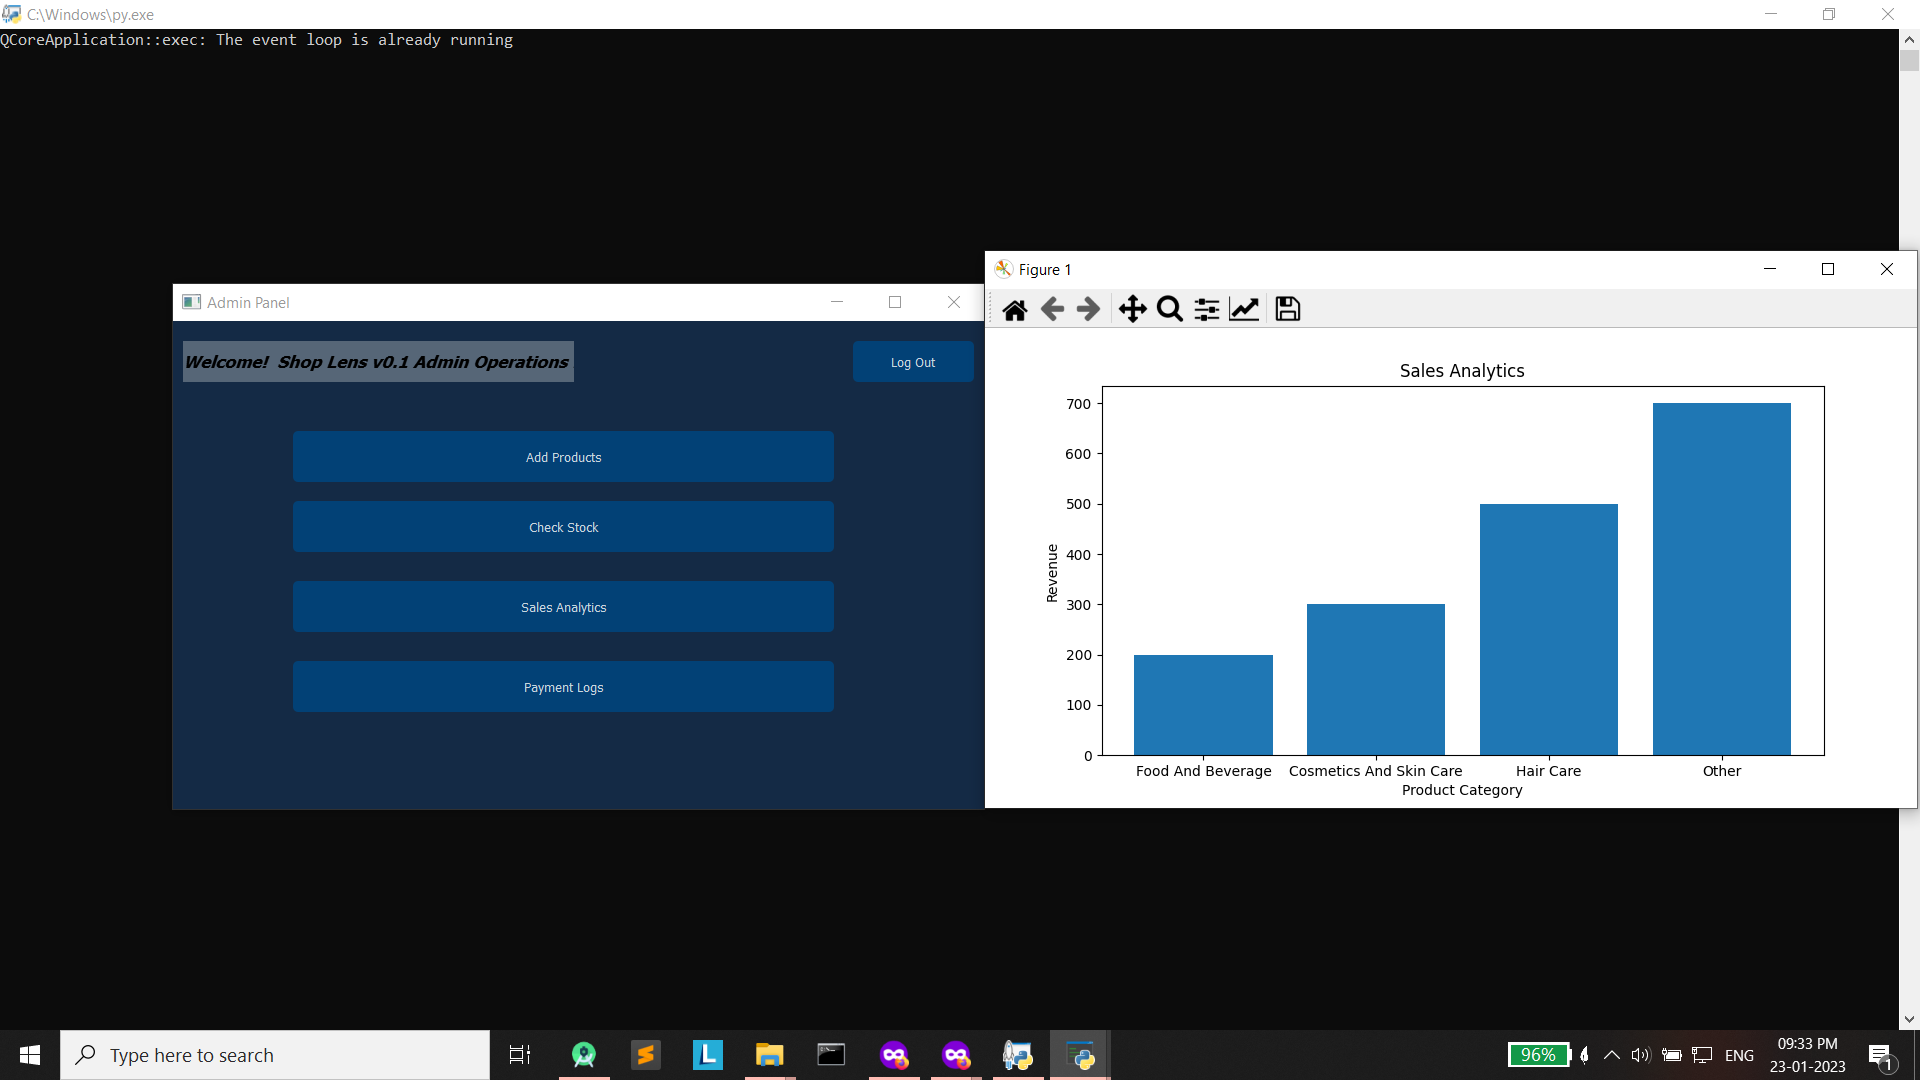 C:\Windows\py.exe
QCoreApplication::exec: The event loop is already running
Admin Panel
Welcome!  Shop Lens v0.1 Admin Operations
Log Out
Add Products
Check Stock
Sales Analytics
Payment Logs
Figure 1
Sales Analytics
700
600
500
400
300
200
100
0
Revenue
Food And Beverage
Cosmetics And Skin Care
Hair Care
Other
Product Category
Type here to search
L
96%
ENG
09:33 PM
23-01-2023
1